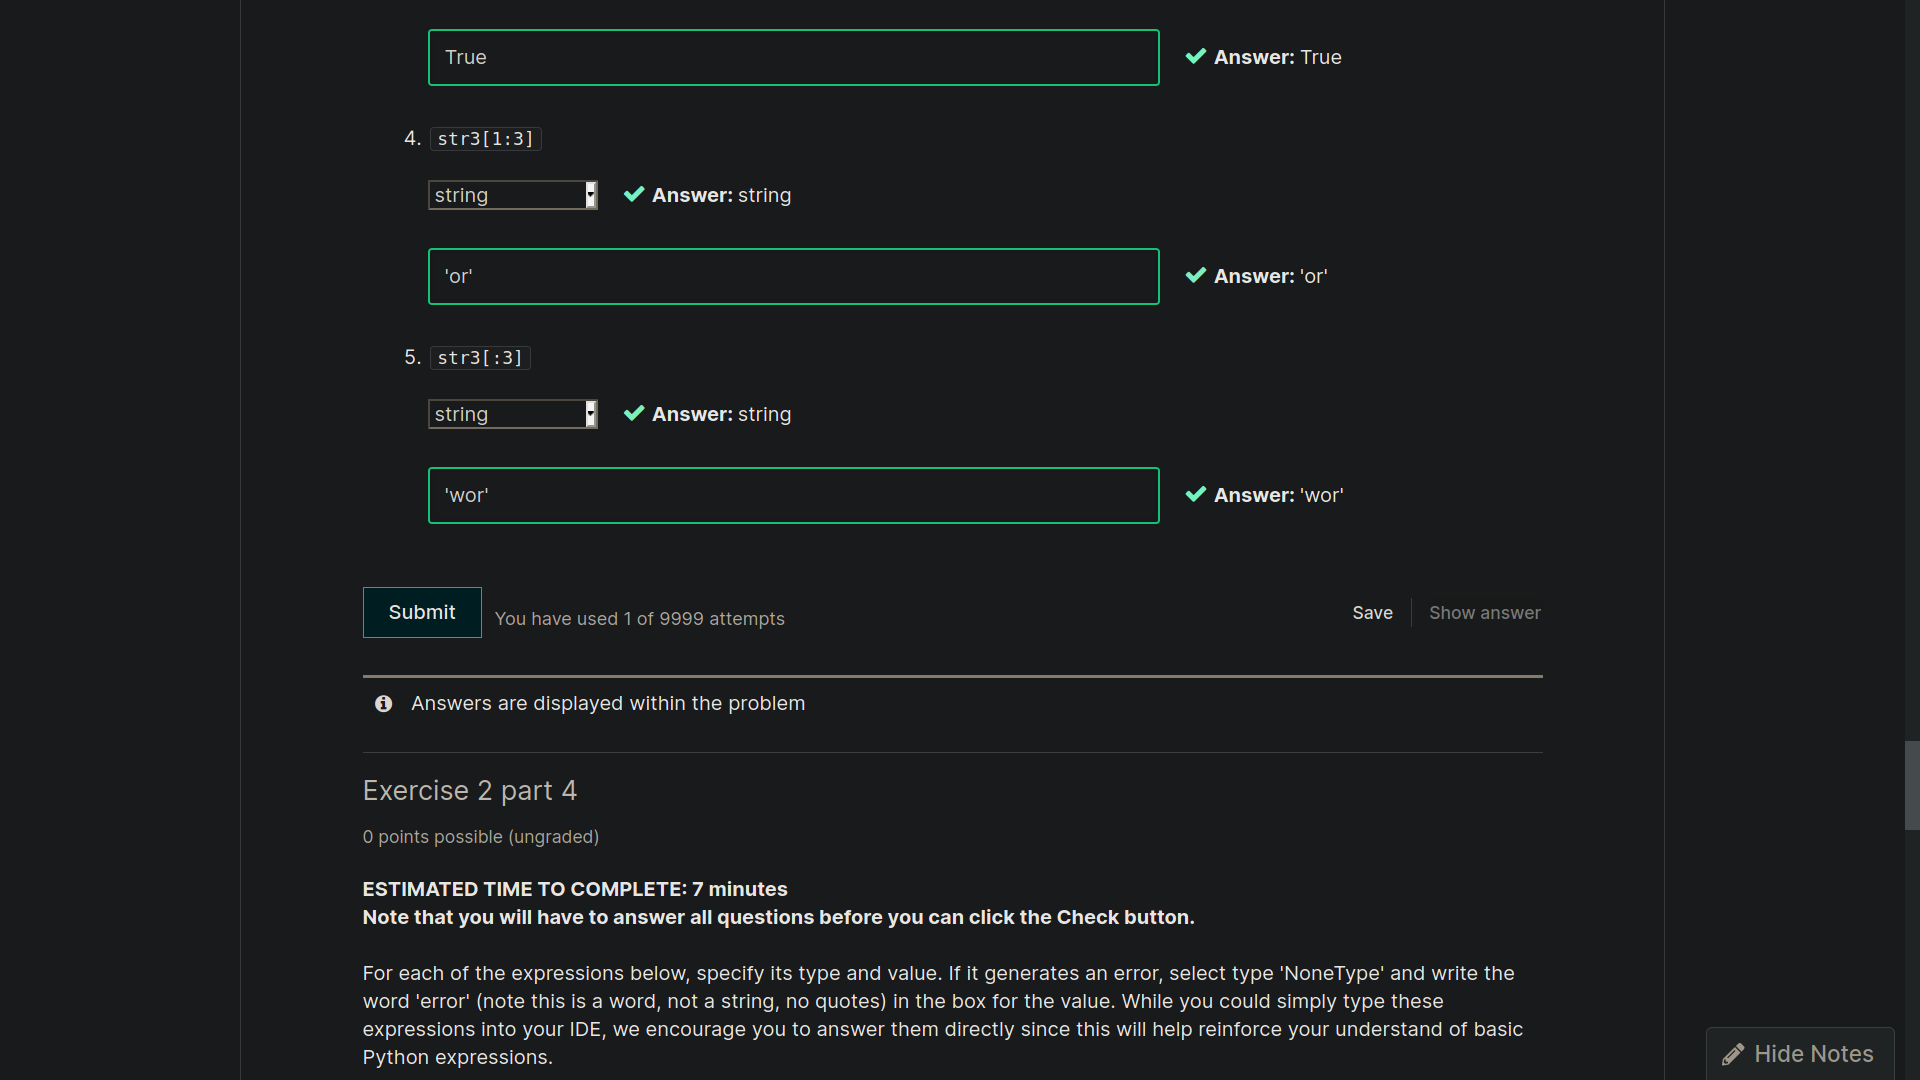 True
Answer: True
4. str3[1:3]
string
Answer: string
'or'
Answer: 'or'
5. str3[:3]
string
Answer: string
'wor'
Answer: 'wor'
Submit
You have used 1 of 9999 attempts
Save
Show answer
Answers are displayed within the problem
Exercise 2 part 4
0 points possible (ungraded)
ESTIMATED TIME TO COMPLETE: 7 minutes
Note that you will have to answer all questions before you can click the Check button.
For each of the expressions below, specify its type and value. If it generates an error, select type 'NoneType' and write the
word 'error' (note this is a word, not a string, no quotes) in the box for the value. While you could simply type these
expressions into your IDE, we encourage you to answer them directly since this will help reinforce your understand of basic
Python expressions.
Hide Notes